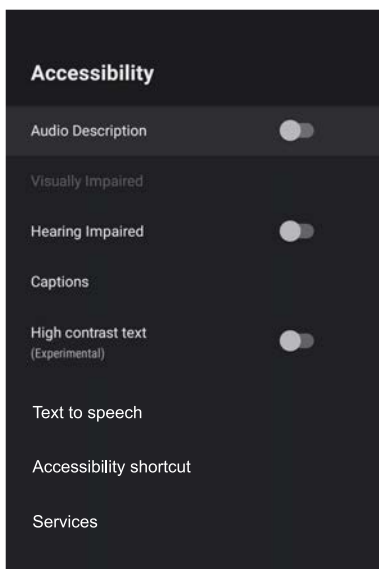 Accessibility
Audio Description
Visually Impaired
Hearing Impaired
Captions
High contrast text
(Experimental)
Text to speech
Accessibility shortcut
Services